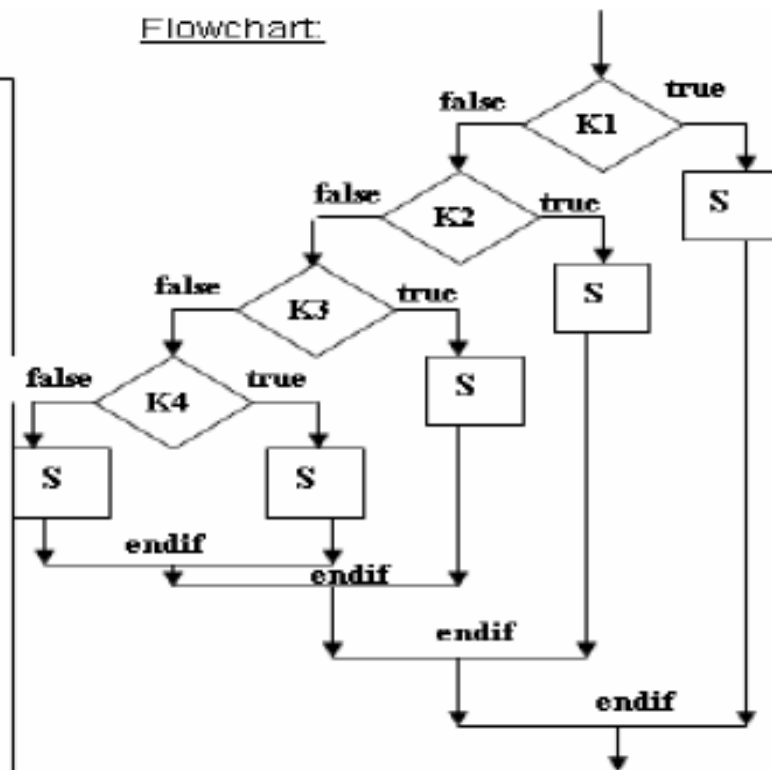 Flowchart:
false
true
K1
S
false
true
K2
S
false
true
K3
S
false
true
K4
S
S
endif
endif
endif
endif